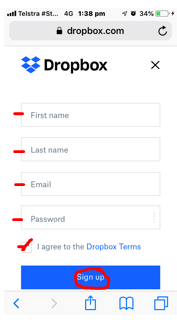 Telstra #St... 4G 1:38 pm 34%
dropbox.com
Dropbox
First name
Last name
Email
Password
I agree to the Dropbox Terms
Sign up